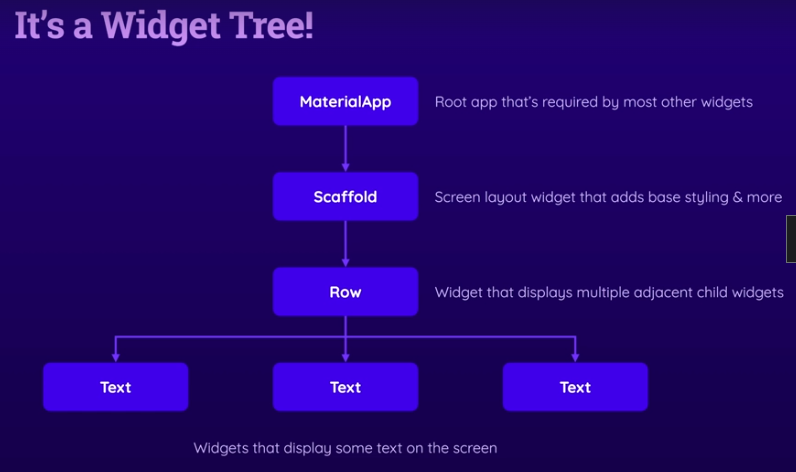 It's a Widget Tree!
MaterialApp
Root app that's required by most other widgets
Scaffold
Screen layout widget that adds base styling & more
Row
Widget that displays multiple adjacent child widgets
Text
Text
Text
Widgets that display some text on the screen